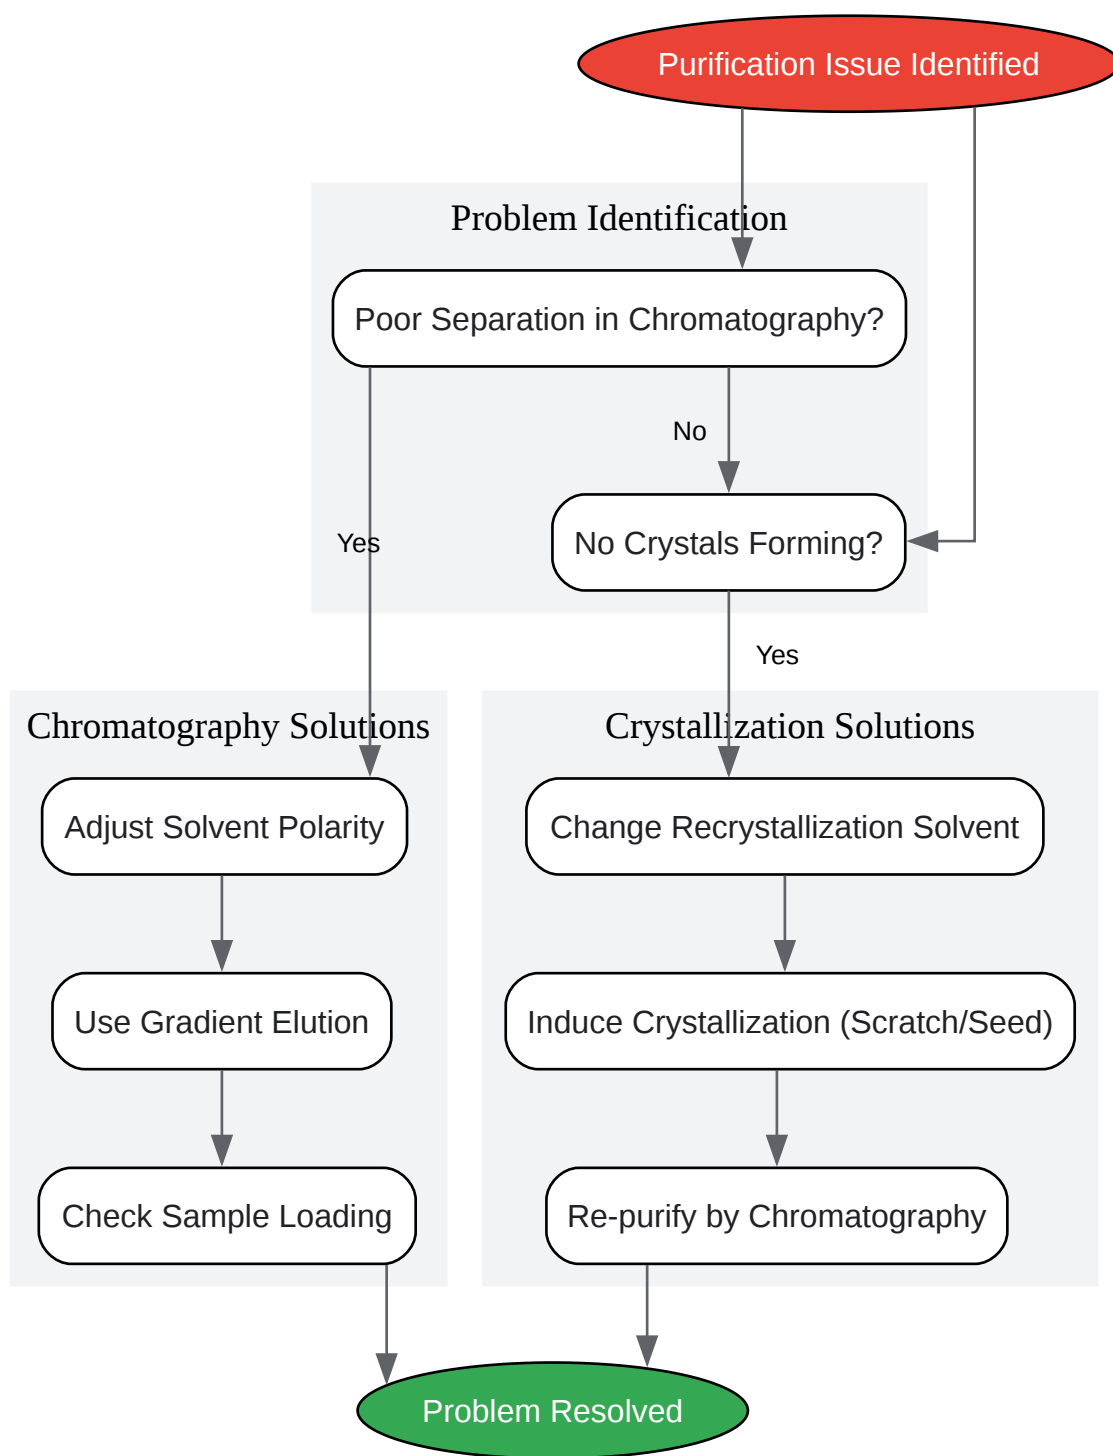 Purification Issue Identified
Problem Identification
Poor Separation in Chromatography?
No
Yes
No Crystals Forming?
Yes
Chromatography Solutions
Adjust Solvent Polarity
Use Gradient Elution
Check Sample Loading
Crystallization Solutions
Change Recrystallization Solvent
Induce Crystallization (Scratch/Seed)
Re-purify by Chromatography
Problem Resolved